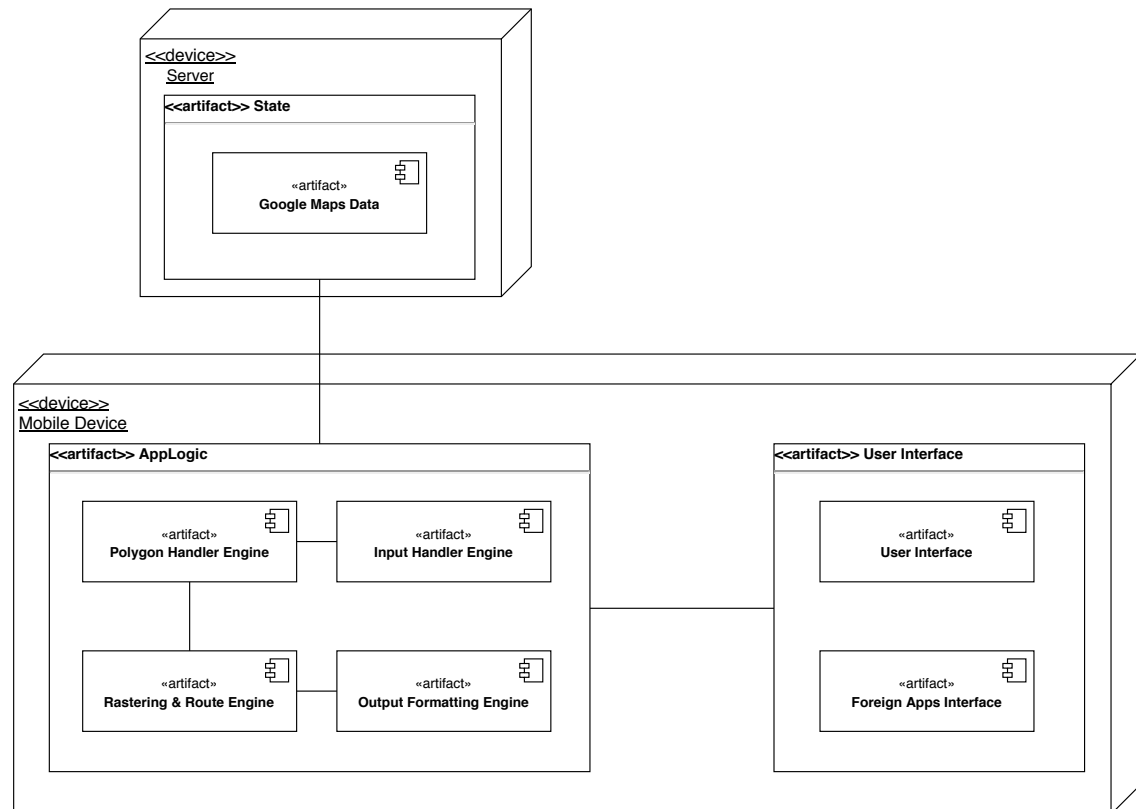 <<device>>
Server
<<artifact>> State
«artifact»
Google Maps Data
<<device>>
Mobile Device
<<artifact>> AppLogic
«artifact»
Polygon Handler Engine
«artifact»
Input Handler Engine
«artifact»
Rastering & Route Engine
«artifact»
Output Formatting Engine
<<artifact>> User Interface
«artifact»
User Interface
«artifact»
Foreign Apps Interface